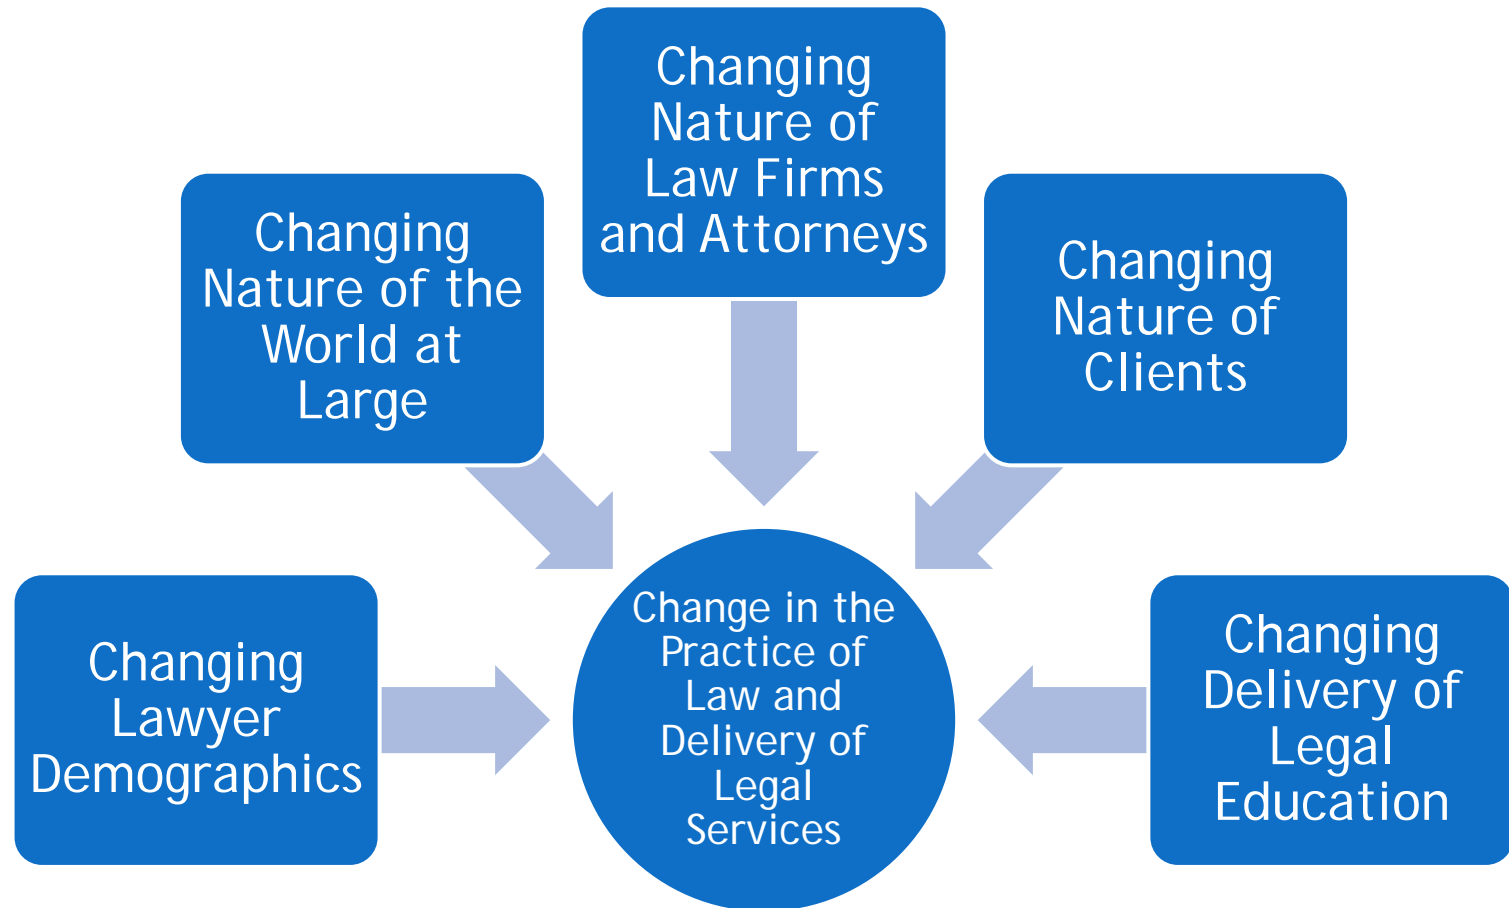 Changing
Nature of
Law Firms
and Attorneys
Changing
Nature of the
World at
Large
Changing
Nature of
Clients
Changing
Lawyer
Demographics
Change in the
Practice of
Law and
Delivery of
Legal
Services
Changing
Delivery of
Legal
Education